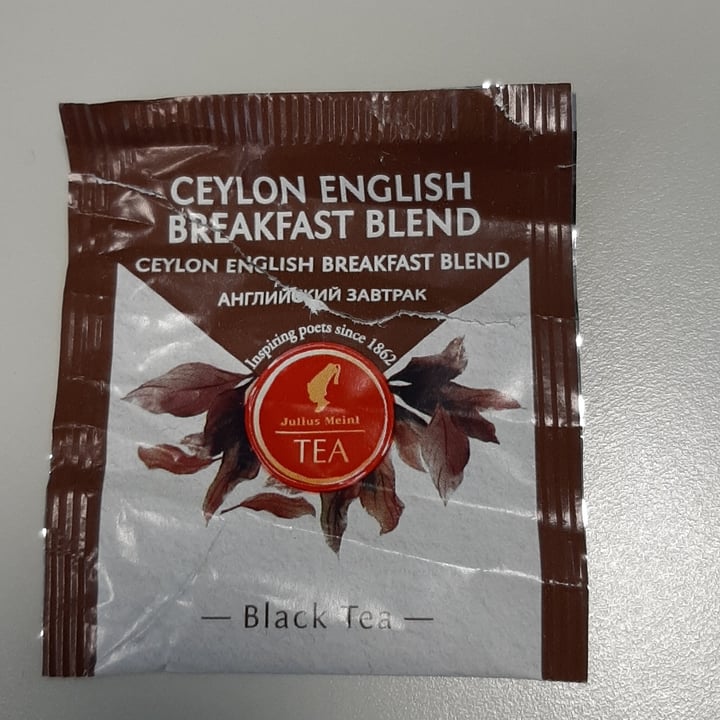 CEYLON ENGLISH
BREAKFAST BLEND
CEYLON ENGLISH BREAKFAST BLEND
АНГЛИЙСКИЙ ЗАВТРАК
Inspiring poets since 1862
Julius Meinl
TEA
— Black Tea —